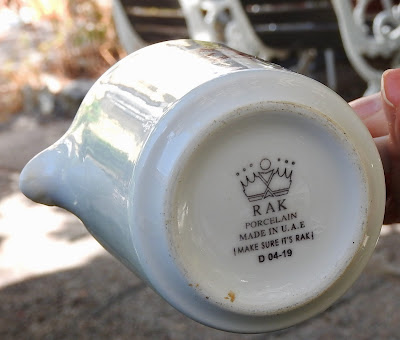 RAK
PORCELAIN
MADE IN U.A.E
¡MAKE SURE IT'S RAK¡
D 04-19